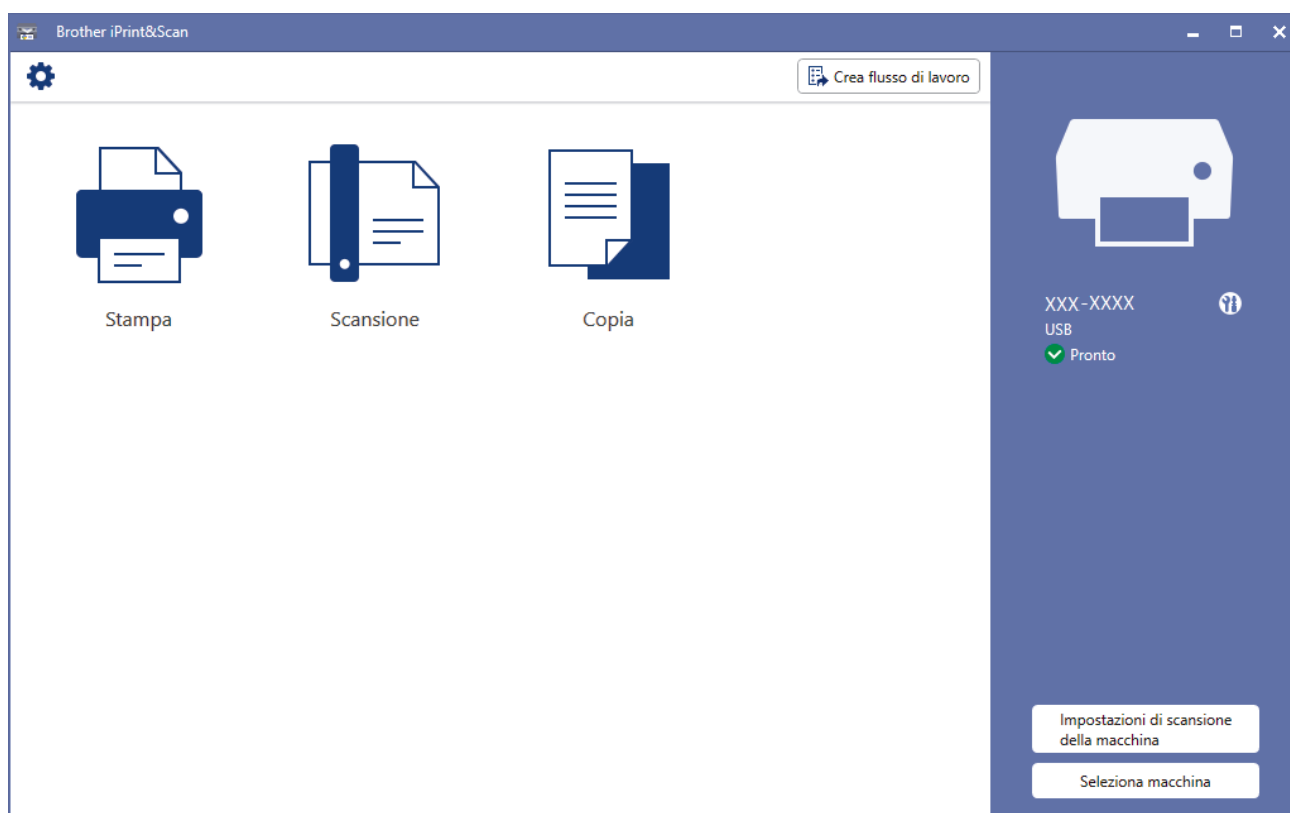 Brother iPrint&Scan
Crea flusso di lavoro
Stampa
Scansione
Copia
XXX-XXXX
USB
Pronto
Impostazioni di scansione
della macchina
Seleziona macchina